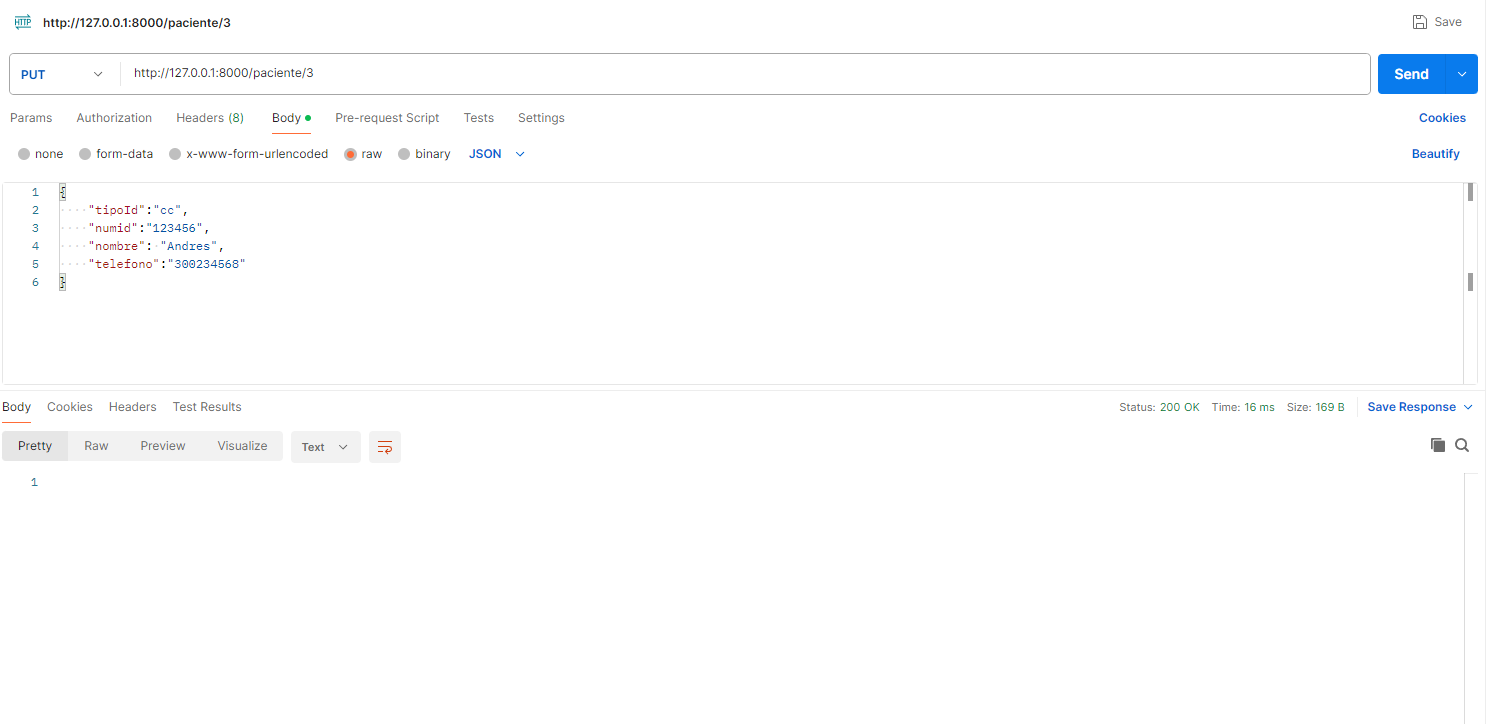 HTTP http://127.0.0.1:8000/paciente/3 Save
PUT http://127.0.0.1:8000/paciente/3 Send
Params Authorization Headers (8) Body Pre-request Script Tests Settings Cookies
none form-data x-www-form-urlencoded raw binary JSON Beautify
1 {
2 "tipoId":"cc",
3 "numid":"123456",
4 "nombre": "Andres",
5 "telefono":"300234568"
6 }
Body Cookies Headers Test Results Status: 200 OK Time: 16 ms Size: 169 B Save Response
Pretty Raw Preview Visualize Text
1